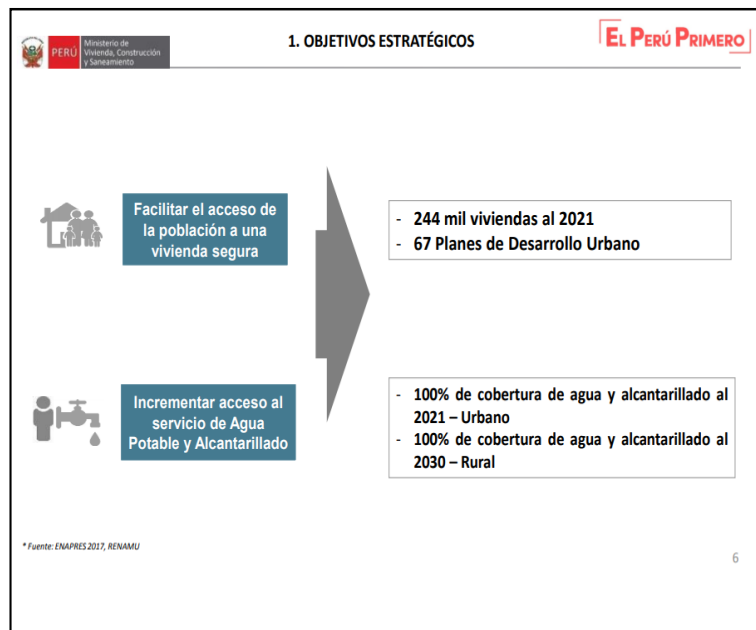 PERÚ
Ministerio de
Vivienda, Construcción
y Saneamiento
1. OBJETIVOS ESTRATÉGICOS
EL PERÚ PRIMERO
Facilitar el acceso de
la población a una
vivienda segura
- 244 mil viviendas al 2021
- 67 Planes de Desarrollo Urbano
Incrementar acceso al
servicio de Agua
Potable y Alcantarillado
- 100% de cobertura de agua y alcantarillado al
2021 – Urbano
- 100% de cobertura de agua y alcantarillado al
2030 – Rural
* Fuente: ENAPRES 2017, RENAMU
6